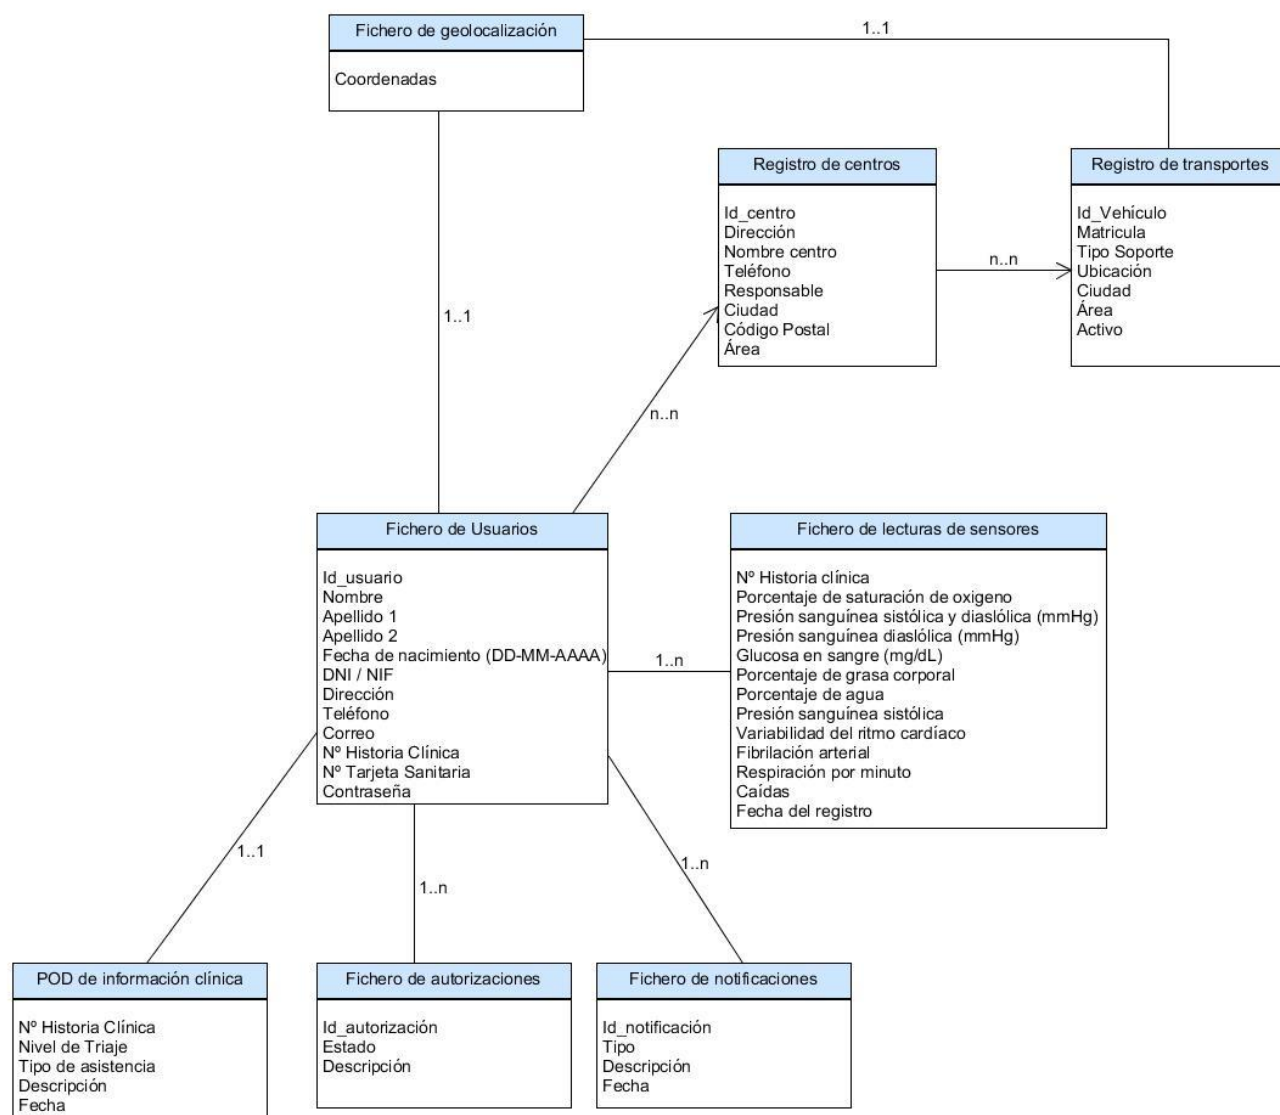 Fichero de geolocalización
Coordenadas
1..1
Registro de centros
Id_centro
Dirección
Nombre centro
Teléfono
Responsable
Ciudad
Código Postal
Área
n..n
Registro de transportes
Id_Vehículo
Matricula
Tipo Soporte
Ubicación
Ciudad
Área
Activo
1..1
n..n
Fichero de Usuarios
Id_usuario
Nombre
Apellido 1
Apellido 2
Fecha de nacimiento (DD-MM-AAAA)
DNI / NIF
Dirección
Teléfono
Correo
Nº Historia Clínica
Nº Tarjeta Sanitaria
Contraseña
1..n
Fichero de lecturas de sensores
Nº Historia clínica
Porcentaje de saturación de oxigeno
Presión sanguínea sistólica y diaslólica (mmHg)
Presión sanguínea diaslólica (mmHg)
Glucosa en sangre (mg/dL)
Porcentaje de grasa corporal
Porcentaje de agua
Presión sanguínea sistólica
Variabilidad del ritmo cardíaco
Fibrilación arterial
Respiración por minuto
Caídas
Fecha del registro
1..1
1..n
1..n
POD de información clínica
Nº Historia Clínica
Nivel de Triaje
Tipo de asistencia
Descripción
Fecha
Fichero de autorizaciones
Id_autorización
Estado
Descripción
Fichero de notificaciones
Id_notificación
Tipo
Descripción
Fecha